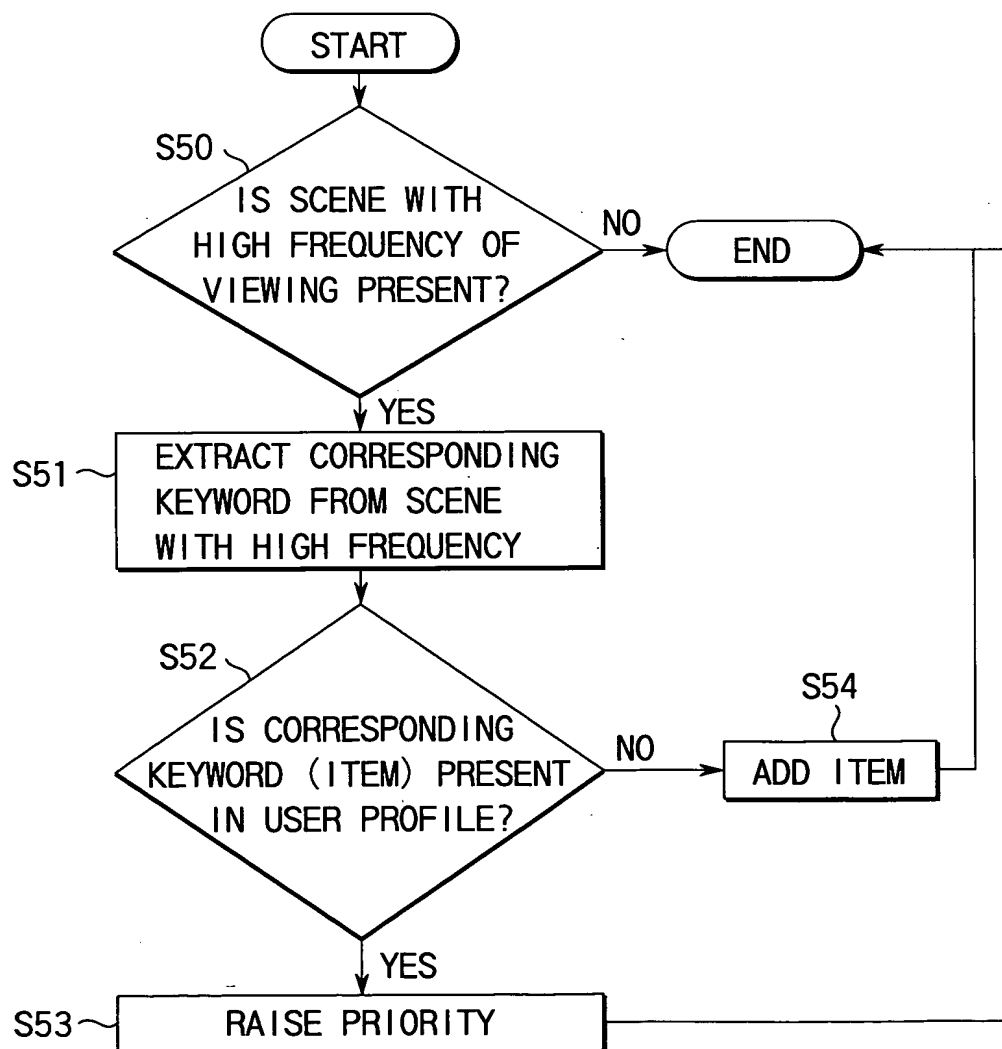 START
S50
IS SCENE WITH
HIGH FREQUENCY OF
VIEWING PRESENT?
NO
END
YES
S51
EXTRACT CORRESPONDING
KEYWORD FROM SCENE
WITH HIGH FREQUENCY
S52
IS CORRESPONDING
KEYWORD (ITEM) PRESENT
IN USER PROFILE?
NO
S54
ADD ITEM
YES
S53
RAISE PRIORITY